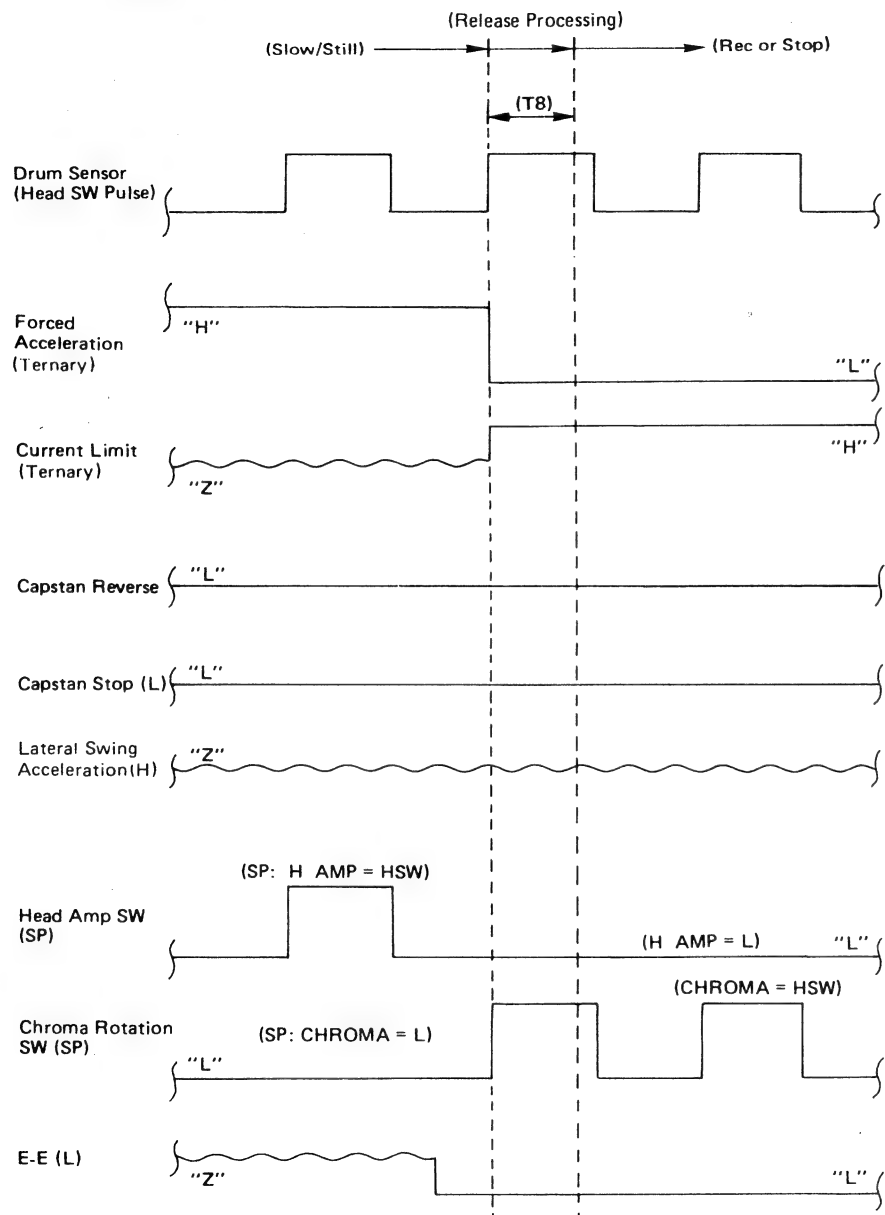 (Release Processing)
(Slow/Still)
(Rec or Stop)
(T8)
Drum Sensor
(Head SW Pulse)
Forced
Acceleration
(Ternary)
"H"
"L"
Current Limit
(Ternary)
"Z"
"H"
Capstan Reverse
"L"
Capstan Stop (L)
"L"
Lateral Swing
Acceleration(H)
"Z"
(SP: H AMP = HSW)
Head Amp SW
(SP)
(H AMP = L)
"L"
(CHROMA = HSW)
Chroma Rotation
SW (SP)
(SP: CHROMA = L)
"L"
E-E (L)
"Z"
"L"